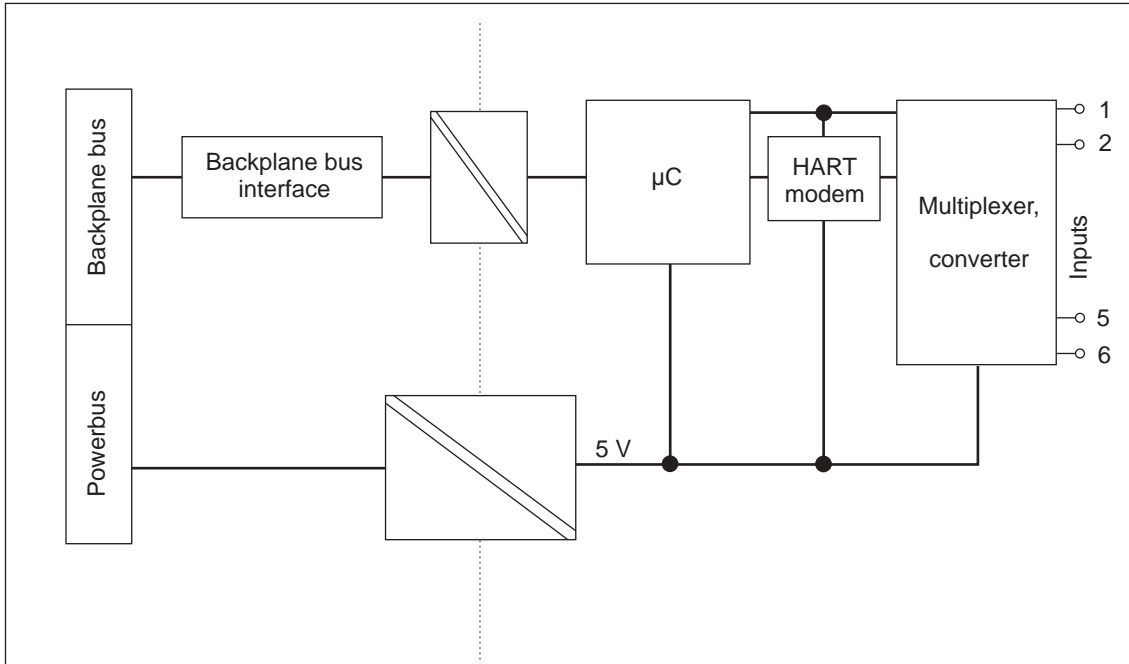 Backplane bus
Backplane bus
interface
µC
HART
modem
Multiplexer,
converter
Inputs
1
2
5
6
Powerbus
5 V